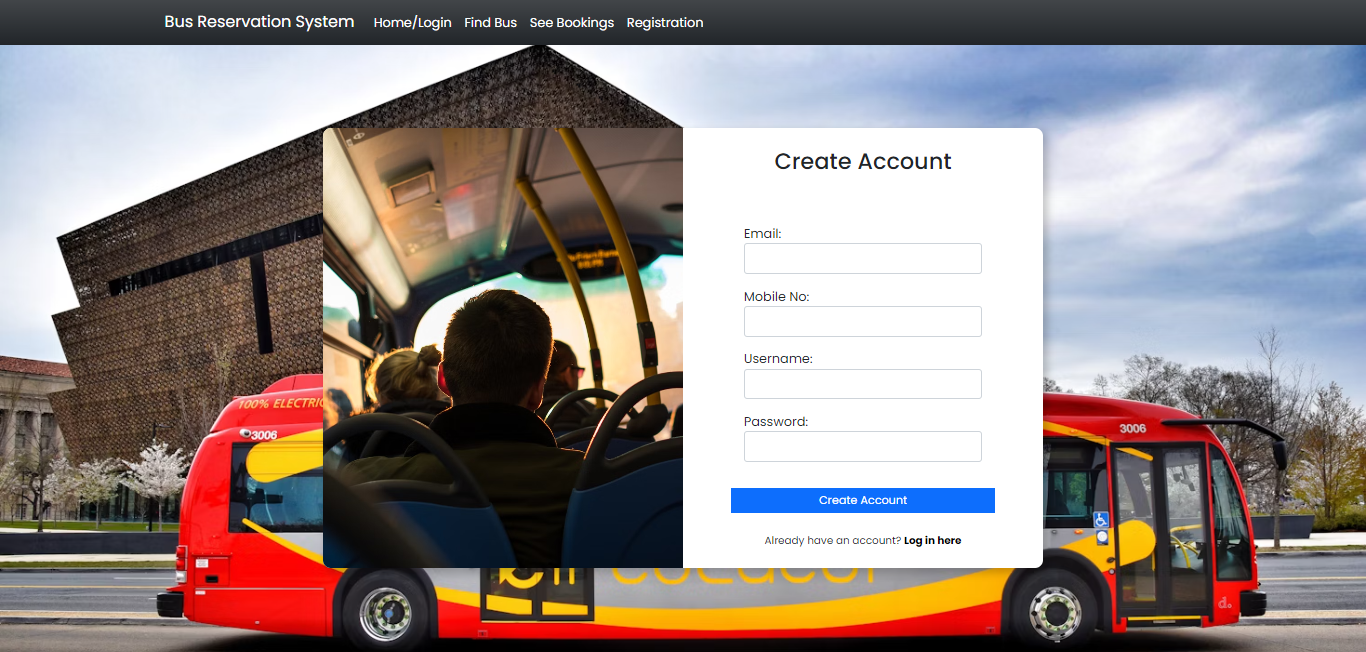 Bus Reservation System Home/Login Find Bus See Bookings Registration
Create Account
Email:
Mobile No:
Username:
Password:
Create Account
Already have an account? Log in here
100% ELECTRI
3006
3006
d.